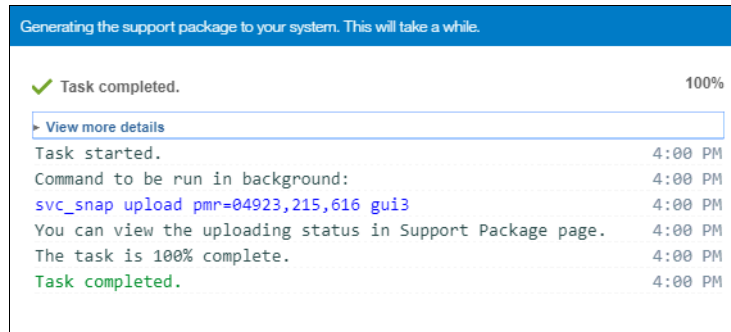 Generating the support package to your system. This will take a while.
Task completed. 100%
View more details
Task started. 4:00 PM
Command to be run in background: 4:00 PM
svc_snap upload pmr=04923,215,616 gui3 4:00 PM
You can view the uploading status in Support Package page. 4:00 PM
The task is 100% complete. 4:00 PM
Task completed. 4:00 PM